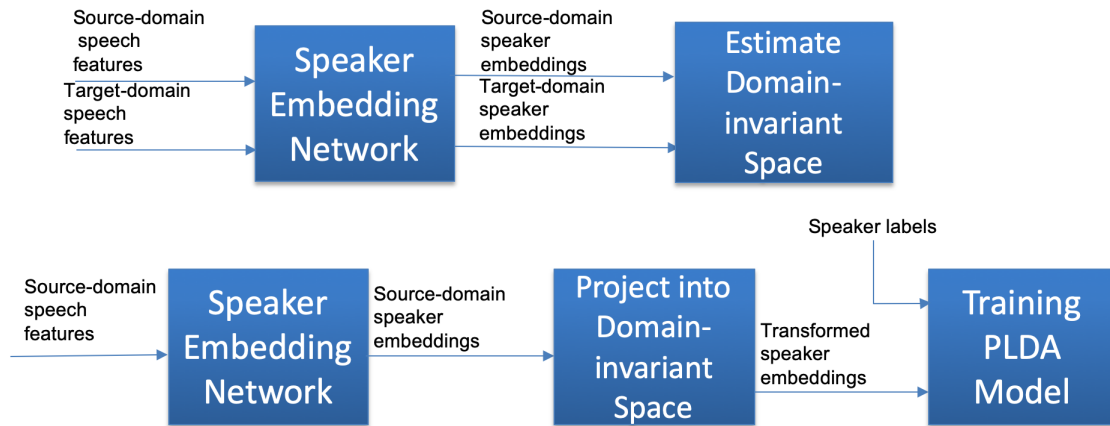 Source-domain
speech
features
Target-domain
speech
features
Speaker
Embedding
Network
Source-domain
speaker
embeddings
Target-domain
speaker
embeddings
Estimate
Domain-
invariant
Space
Source-domain
speech
features
Speaker
Embedding
Network
Source-domain
speaker
embeddings
Project into
Domain-
invariant
Space
Transformed
speaker
embeddings
Speaker labels
Training
PLDA
Model